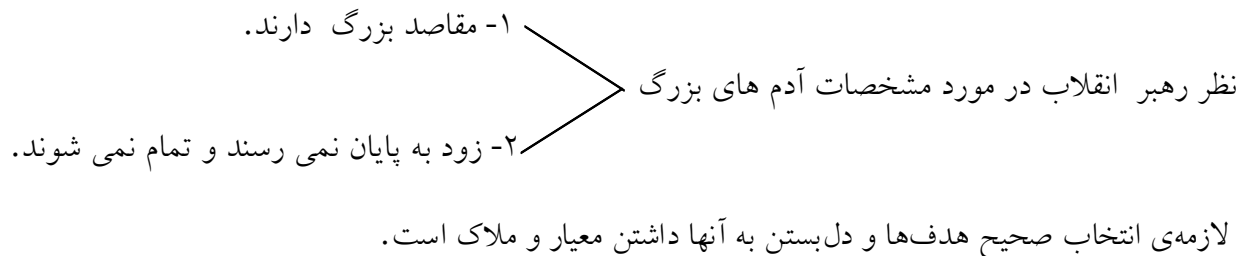 ۱- مقاصد بزرگ دارند.
نظر رهبر انقلاب در مورد مشخصات آدم های بزرگ
۲- زود به پایان نمی رسند و تمام نمی شوند.
لازمه‌ی انتخاب صحیح هدف‌ها و دل‌بستن به آنها داشتن معیار و ملاک است.